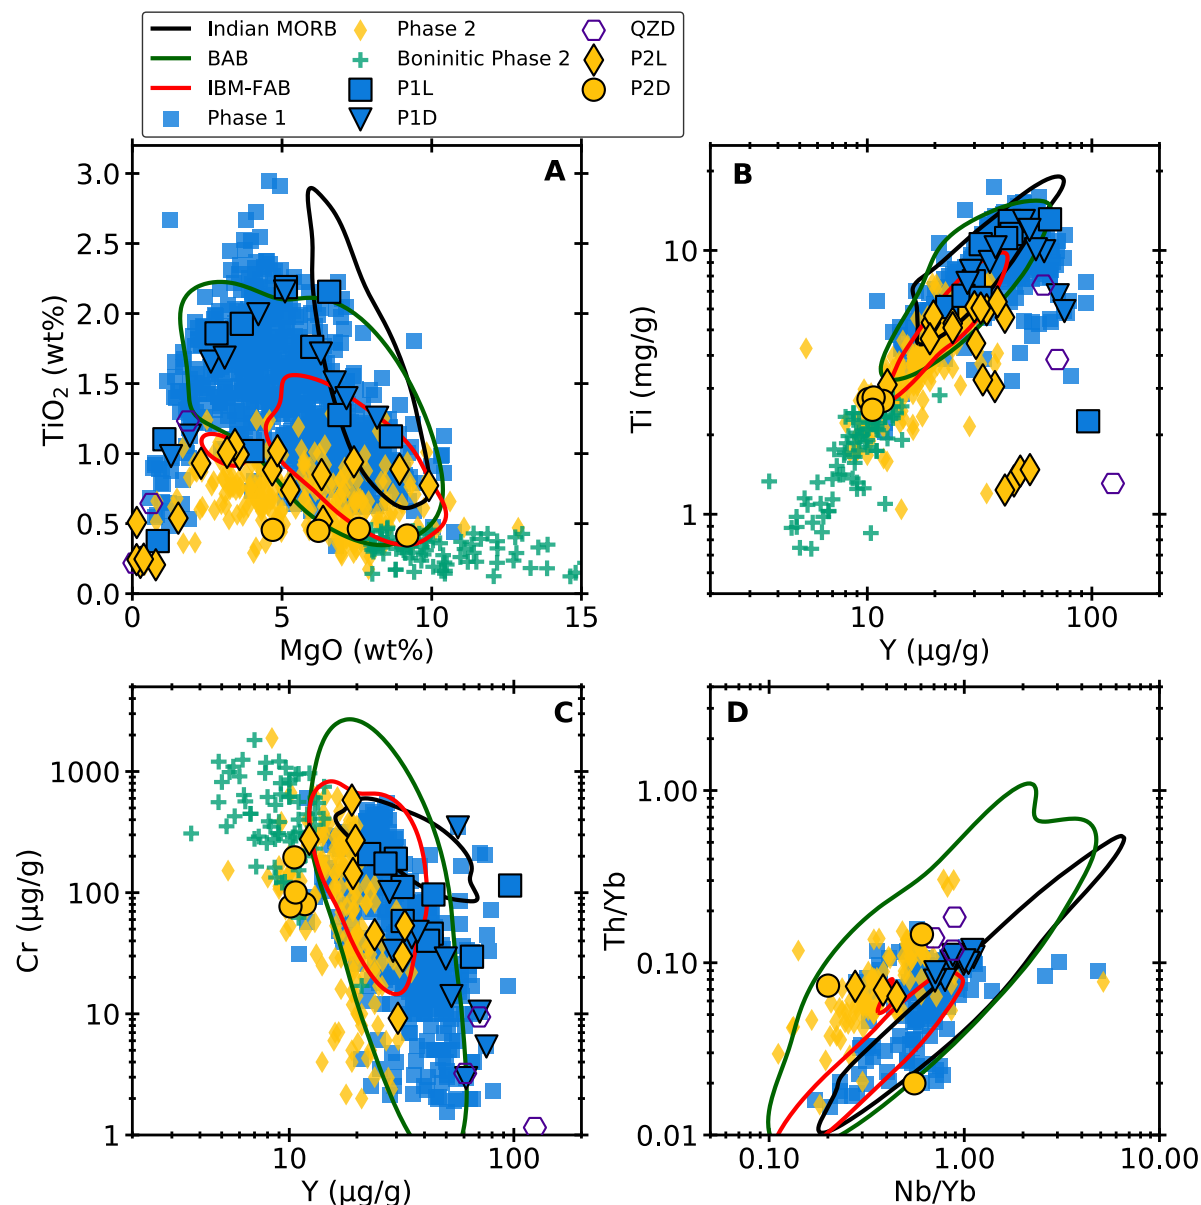 Indian MORB
BAB
IBM-FAB
Phase 1
Phase 2
Boninitic Phase 2
P1L
P1D
QZD
P2L
P2D
A
3.0
2.5
2.0
1.5
1.0
0.5
0.0
TiO2 (wt%)
0 5 10 15
MgO (wt%)
B
10
1
Ti (mg/g)
10 100
Y (µg/g)
C
1000
100
10
1
Cr (µg/g)
10 100
Y (µg/g)
D
1.00
0.10
0.01
Th/Yb
0.10 1.00 10.00
Nb/Yb